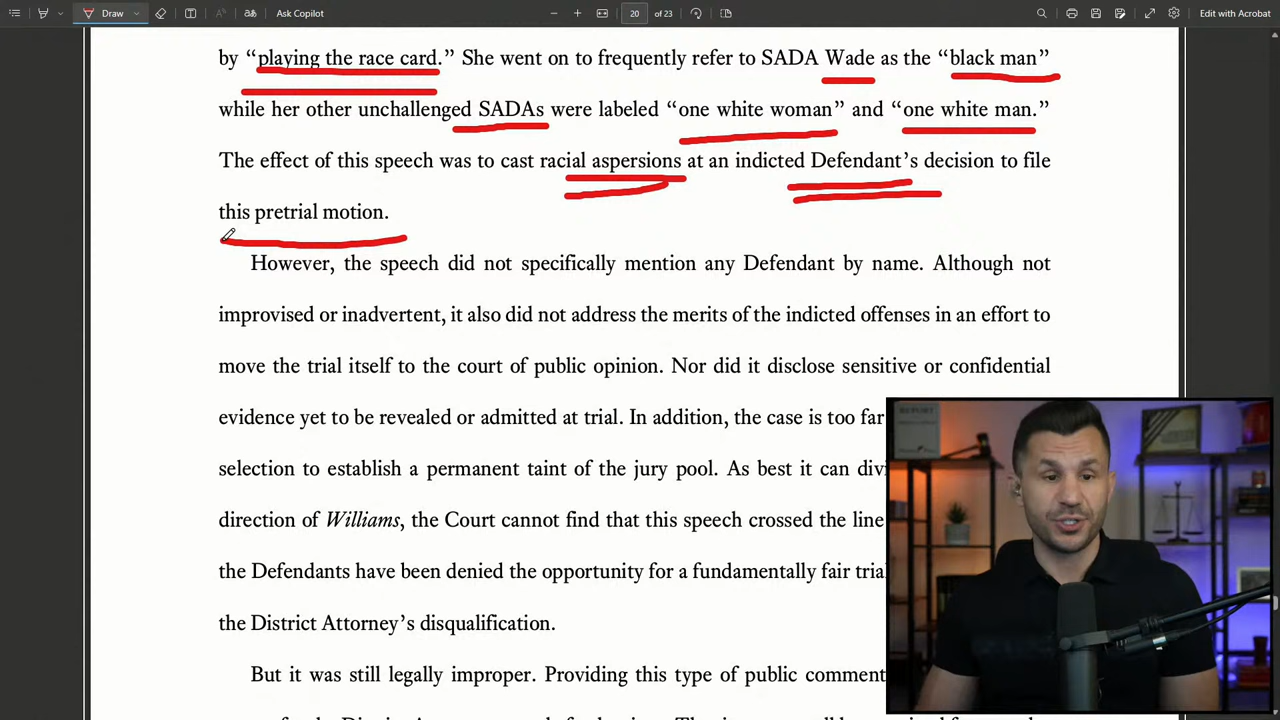 Draw
Ask Copilot
20 of 23
Edit with Acrobat
by “playing the race card.” She went on to frequently refer to SADA Wade as the “black man”
while her other unchallenged SADAs were labeled “one white woman” and “one white man.”
The effect of this speech was to cast racial aspersions at an indicted Defendant’s decision to file
this pretrial motion.
However, the speech did not specifically mention any Defendant by name. Although not
improvised or inadvertent, it also did not address the merits of the indicted offenses in an effort to
move the trial itself to the court of public opinion. Nor did it disclose sensitive or confidential
evidence yet to be revealed or admitted at trial. In addition, the case is too far
selection to establish a permanent taint of the jury pool. As best it can
direction of Williams, the Court cannot find that this speech crossed the line
the Defendants have been denied the opportunity for a fundamentally fair trial
the District Attorney’s disqualification.
But it was still legally improper. Providing this type of public comment